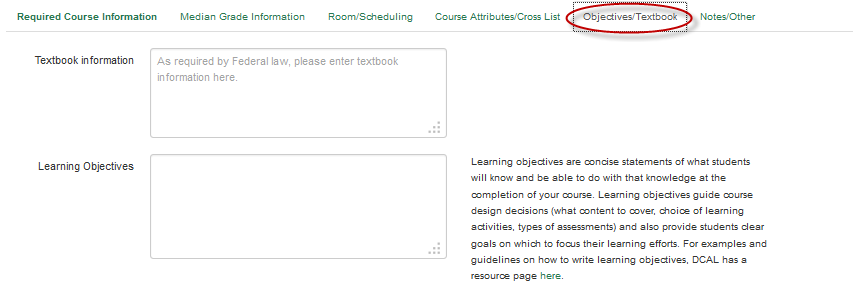 Required Course Information Median Grade Information Room/Scheduling Course Attributes/Cross List Objectives/Textbook Notes/Other
Textbook information
As required by Federal law, please enter textbook
information here.
Learning Objectives
Learning objectives are concise statements of what students
will know and be able to do with that knowledge at the
completion of your course. Learning objectives guide course
design decisions (what content to cover, choice of learning
activities, types of assessments) and also provide students clear
goals on which to focus their learning efforts. For examples and
guidelines on how to write learning objectives, DCAL has a
resource page here.